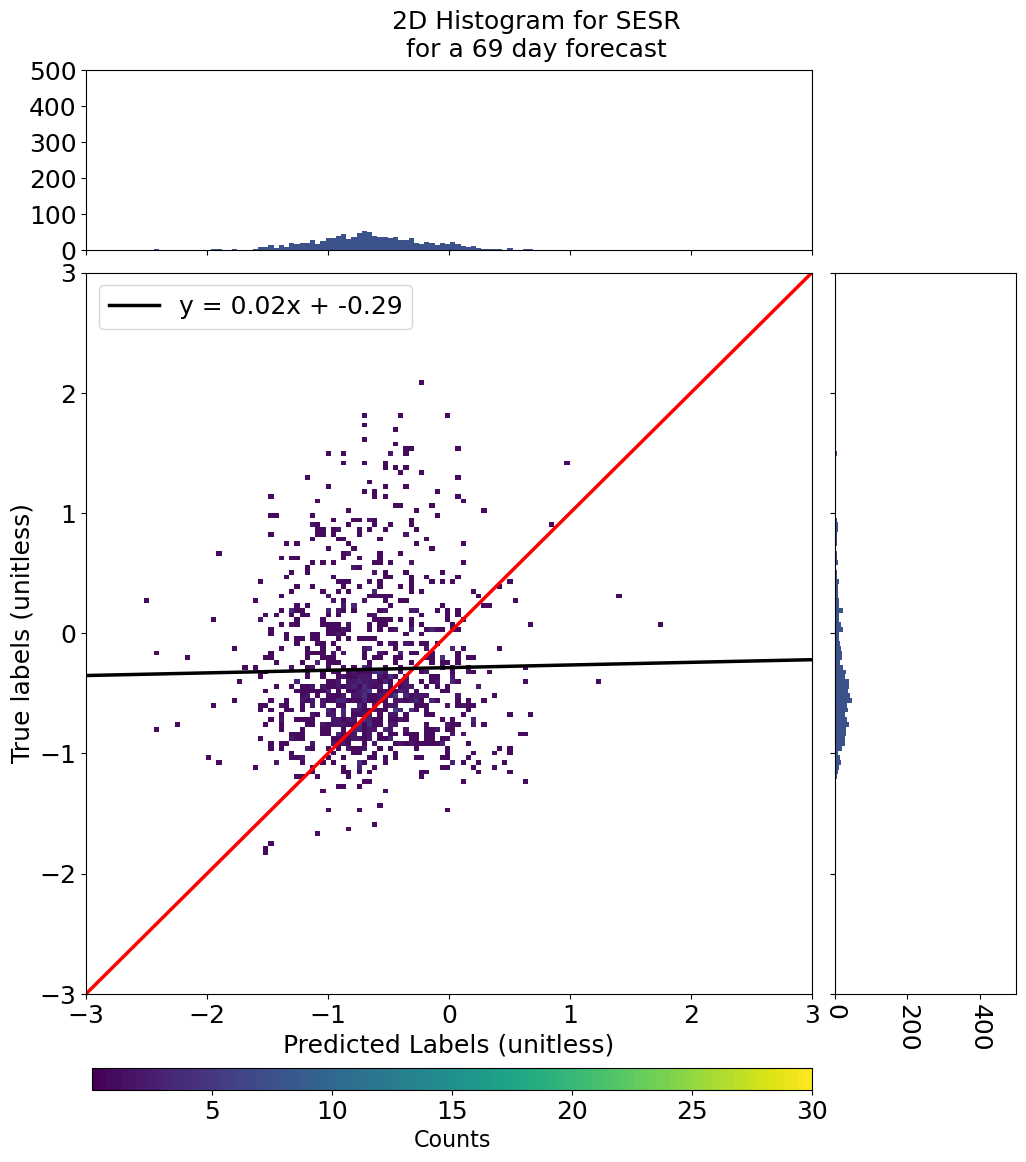 2D Histogram for SESR
for a 69 day forecast
500
400
300
200
100
0
3
2
1
0
−1
−2
−3
True labels (unitless)
y = 0.02x + -0.29
−3 −2 −1 0 1 2 3
Predicted Labels (unitless)
0 200 400
5 10 15 20 25 30
Counts